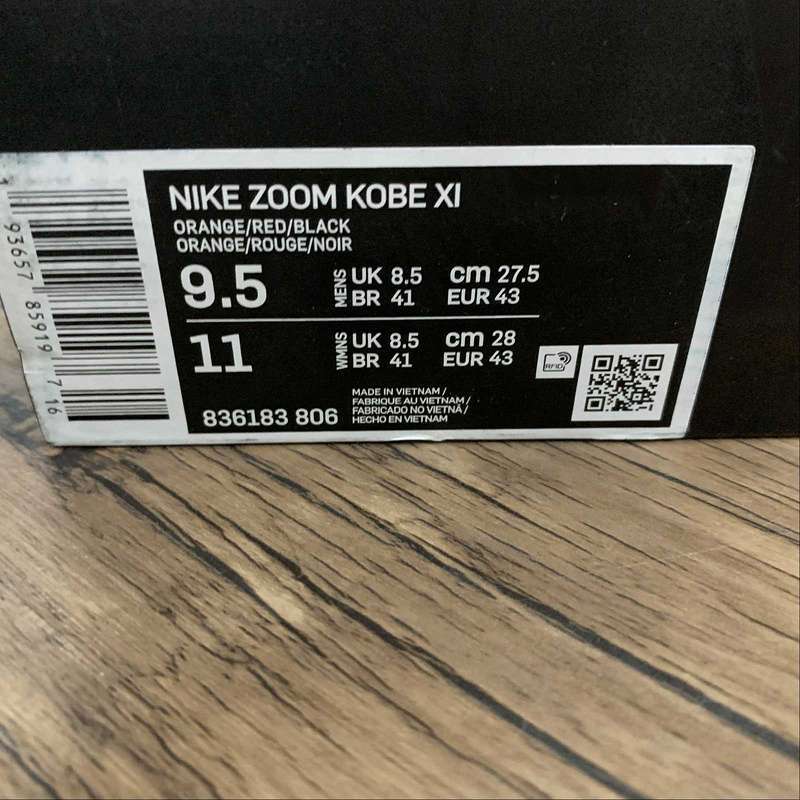 NIKE ZOOM KOBE XI
ORANGE/RED/BLACK
ORANGE/ROUGE/NOIR
9.5 MENS UK 8.5 cm 27.5
BR 41 EUR 43
11 WMNS UK 8.5 cm 28
BR 41 EUR 43
RFID
836183 806
MADE IN VIETNAM /
FABRIQUE AU VIETNAM /
FABRICADO NO VIETNÃ /
HECHO EN VIETNAM
93657 85919 7 16